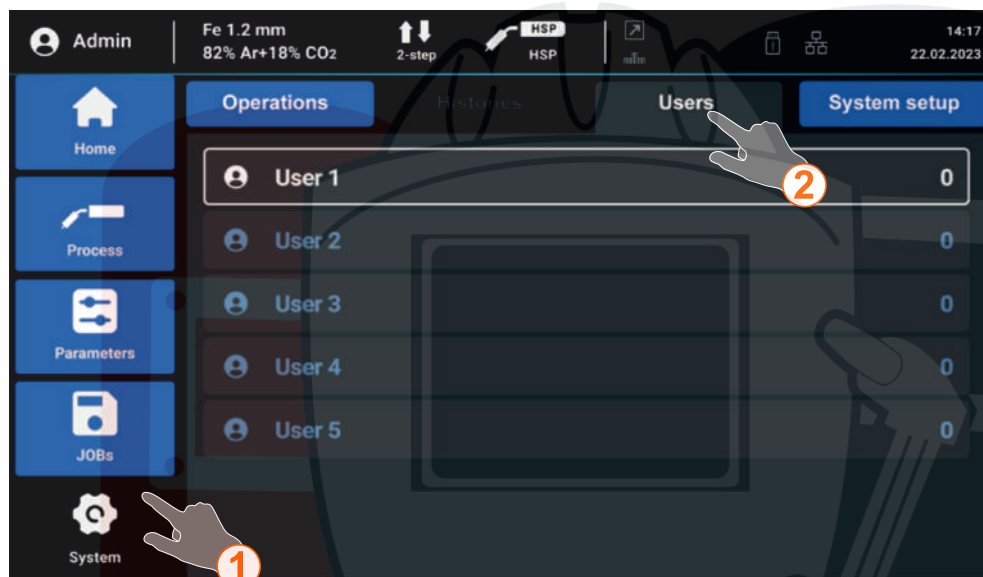 Admin
Fe 1.2 mm
82% Ar+18% CO2
2-step
HSP
HSP
14:17
22.02.2023
Home
Process
Parameters
JOBs
System
Operations
Histories
Users
System setup
User 1
0
User 2
0
User 3
0
User 4
0
User 5
0
1
2